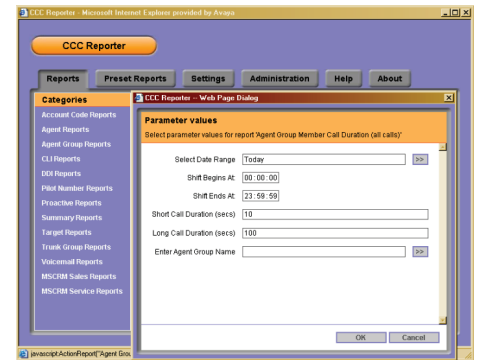 CCC Reporter - Microsoft Internet Explorer provided by Avaya
CCC Reporter
Reports Preset Reports Settings Administration Help About
Categories
Account Code Reports
Agent Reports
Agent Group Reports
CLI Reports
DDI Reports
Pilot Number Reports
Proactive Reports
Summary Reports
Target Reports
Trunk Group Reports
Voicemail Reports
MSCRM Sales Reports
MSCRM Service Reports
CCC Reporter -- Web Page Dialog
Parameter values
Select parameter values for report 'Agent Group Member Call Duration (all calls)'
Select Date Range Today >>
Shift Begins At: 00:00:00
Shift Ends At: 23:59:59
Short Call Duration (secs) 10
Long Call Duration (secs) 100
Enter Agent Group Name >>
OK Cancel
javascript:ActionReport("Agent Grou